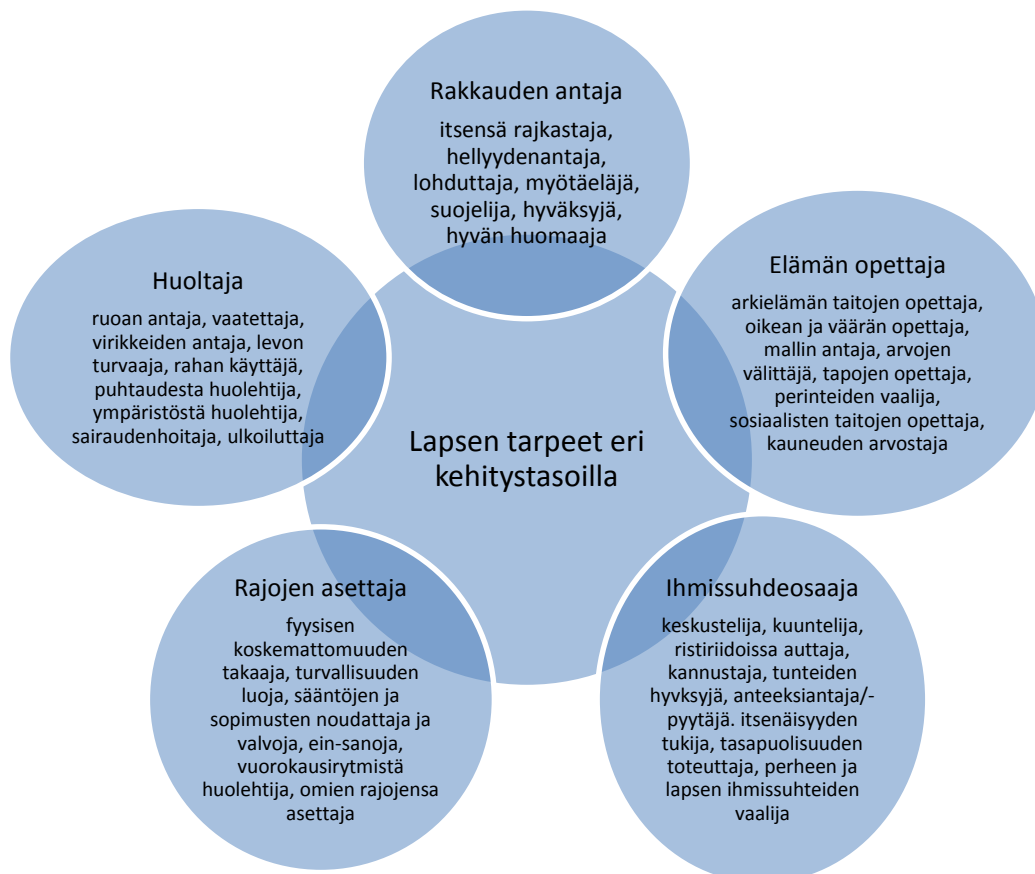 Rakkauden antaja
itsensä rajkastaja,
hellyydenantaja,
lohduttaja, myötäeläjä,
suojelija, hyväksyjä,
hyvän huomaaja
Elämän opettaja
arkielämän taitojen opettaja,
oikean ja väärän opettaja,
mallin antaja, arvojen
välittäjä, tapojen opettaja,
perinteiden vaalija,
sosiaalisten taitojen opettaja,
kauneuden arvostaja
Ihmissuhdeosaaja
keskustelija, kuuntelija,
ristiriidoissa auttaja,
kannustaja, tunteiden
hyvksyjä, anteeksiantaja/-
pyytäjä. itsenäisyyden
tukija, tasapuolisuuden
toteuttaja, perheen ja
lapsen ihmissuhteiden
vaalija
Rajojen asettaja
fyysisen
koskemattomuuden
takaaja, turvallisuuden
luoja, sääntöjen ja
sopimusten noudattaja ja
valvoja, ein-sanoja,
vuorokausirytmistä
huolehtija, omien rajojensa
asettaja
Huoltaja
ruoan antaja, vaatettaja,
virikkeiden antaja, levon
turvaaja, rahan käyttäjä,
puhtaudesta huolehtija,
ympäristöstä huolehtija,
sairaudenhoitaja, ulkoiluttaja
Lapsen tarpeet eri
kehitystasoilla